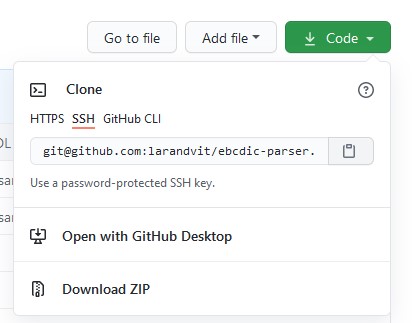 Go to file Add file Code
Clone
HTTPS SSH GitHub CLI
git@github.com:larandvit/ebcdic-parser.
Use a password-protected SSH key.
Open with GitHub Desktop
Download ZIP